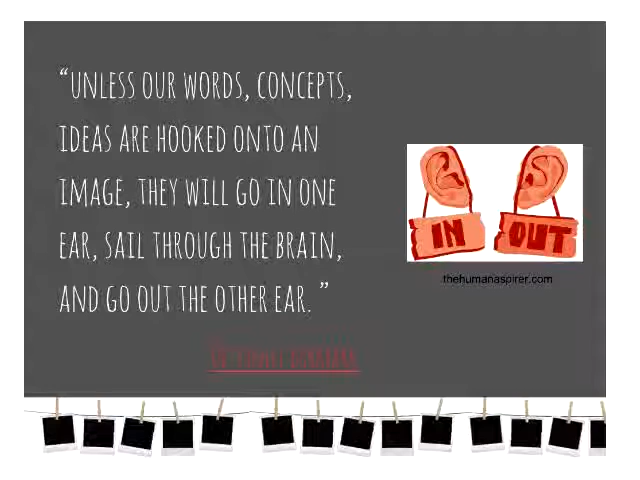 “UNLESS OUR WORDS, CONCEPTS,
IDEAS ARE HOOKED ONTO AN
IMAGE, THEY WILL GO IN ONE
EAR, SAIL THROUGH THE BRAIN,
AND GO OUT THE OTHER EAR. ”
IN OUT
thehumanaspirer.com